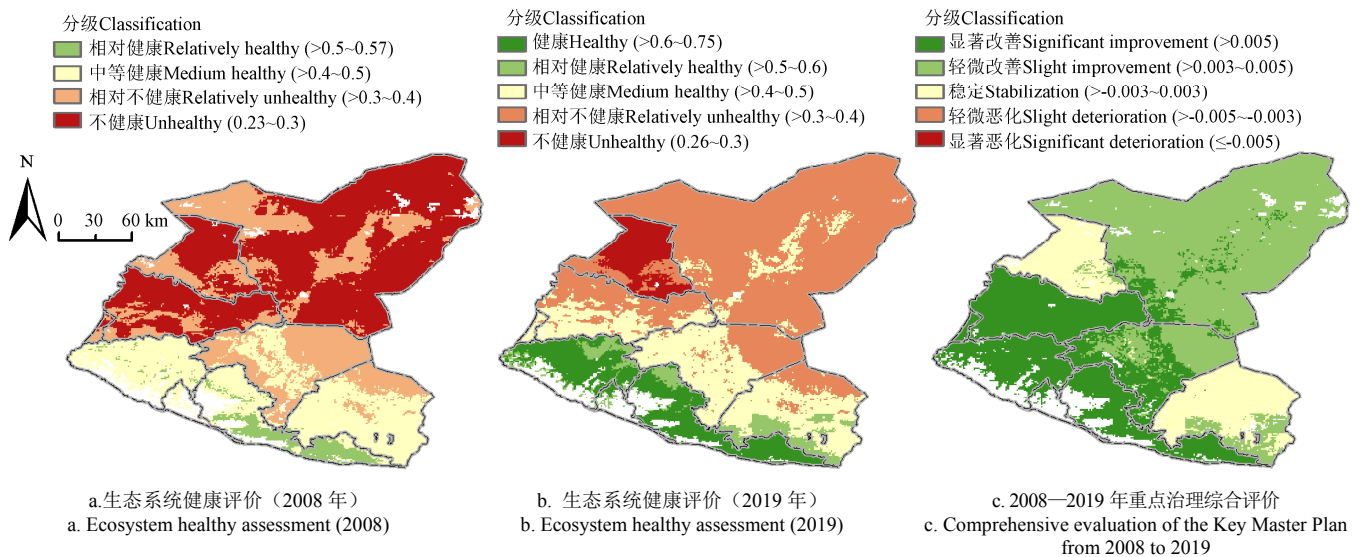 分级Classification
相对健康Relatively healthy (>0.5~0.57)
中等健康Medium healthy (>0.4~0.5)
相对不健康Relatively unhealthy (>0.3~0.4)
不健康Unhealthy (0.23~0.3)
N
0 30 60 km
a.生态系统健康评价（2008 年）
a. Ecosystem healthy assessment (2008)
分级Classification
健康Healthy (>0.6~0.75)
相对健康Relatively healthy (>0.5~0.6)
中等健康Medium healthy (>0.4~0.5)
相对不健康Relatively unhealthy (>0.3~0.4)
不健康Unhealthy (0.26~0.3)
b. 生态系统健康评价（2019 年）
b. Ecosystem healthy assessment (2019)
分级Classification
显著改善Significant improvement (>0.005)
轻微改善Slight improvement (>0.003~0.005)
稳定Stabilization (>-0.003~0.003)
轻微恶化Slight deterioration (>-0.005~-0.003)
显著恶化Significant deterioration (≤-0.005)
c. 2008—2019 年重点治理综合评价
c. Comprehensive evaluation of the Key Master Plan
from 2008 to 2019